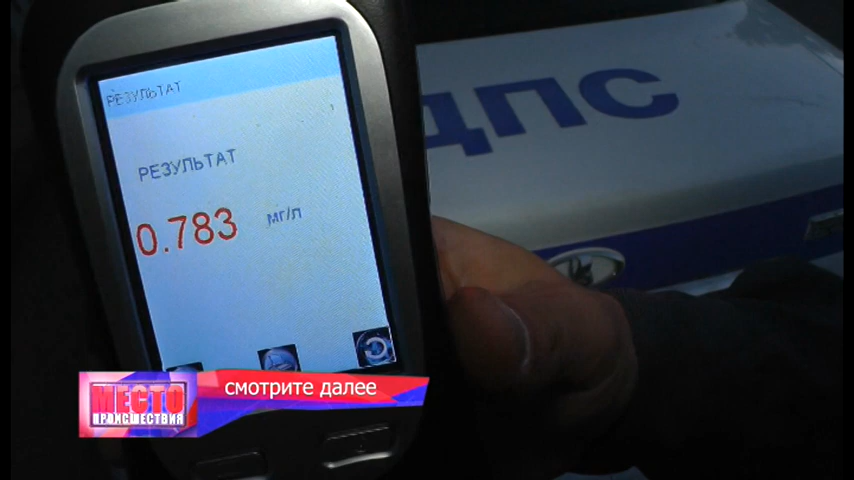 РЕЗУЛЬТАТ
РЕЗУЛЬТАТ
0.783 мг/л
ДПС
МЕСТО
ПРОИСШЕСТВИЯ
смотрите далее